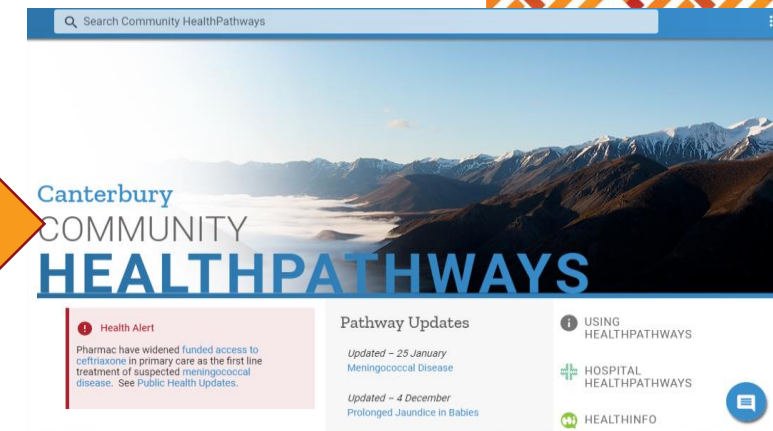 Search Community HealthPathways
Canterbury
COMMUNITY
HEALTHPATHWAYS
Health Alert
Pharmac have widened funded access to
ceftriaxone in primary care as the first line
treatment of suspected meningococcal
disease. See Public Health Updates.
Pathway Updates
Updated – 25 January
Meningococcal Disease
Updated – 4 December
Prolonged Jaundice in Babies
USING
HEALTHPATHWAYS
HOSPITAL
HEALTHPATHWAYS
HEALTHINFO